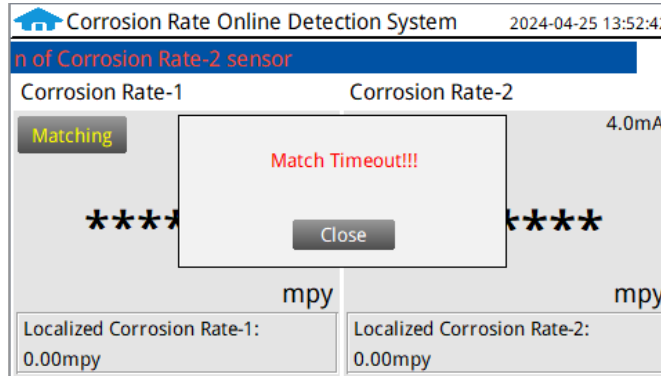 Corrosion Rate Online Detection System 2024-04-25 13:52:42
n of Corrosion Rate-2 sensor
Corrosion Rate-1 Corrosion Rate-2
Matching 4.0mA
Match Timeout!!!
**** ****
Close
mpy mpy
Localized Corrosion Rate-1: Localized Corrosion Rate-2:
0.00mpy 0.00mpy